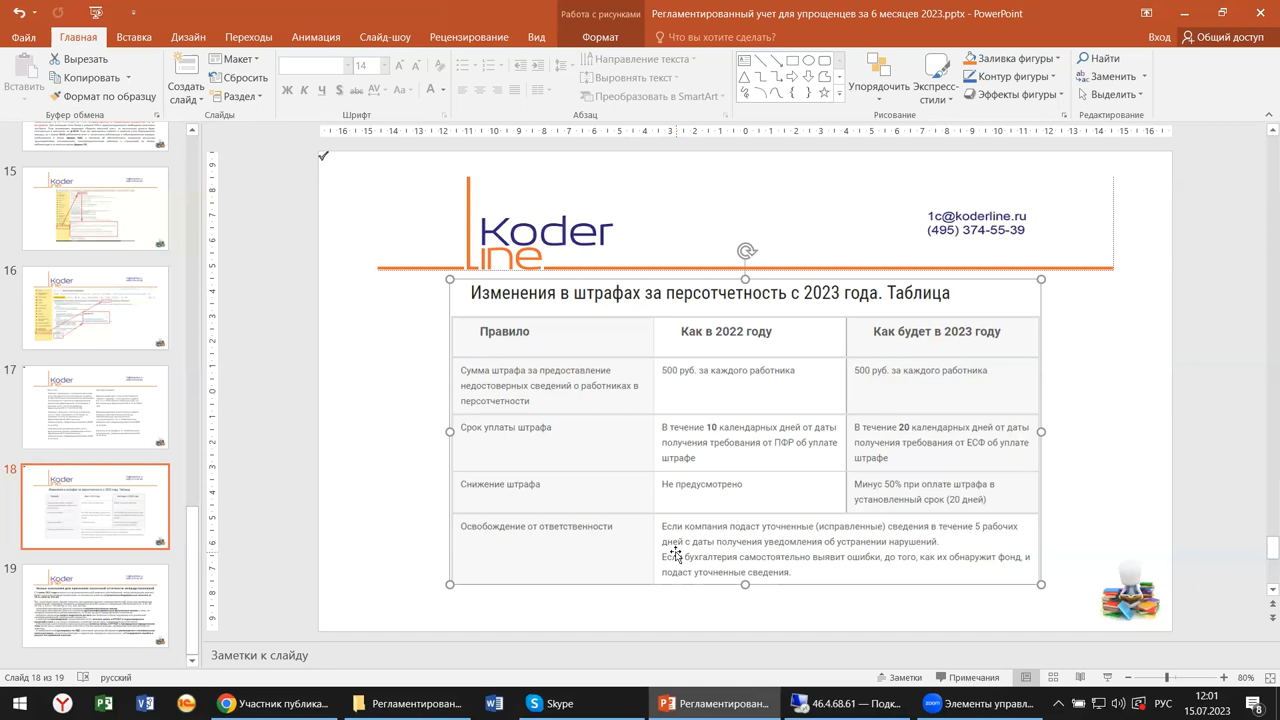 Работа с рисунками
Регламентированный учет для упрощенцев за 6 месяцев 2023.pptx - PowerPoint
Файл
Главная
Вставка
Дизайн
Переходы
Анимация
Слайд-шоу
Рецензирование
Вид
Формат
Что вы хотите сделать?
Вход
Общий доступ
Вставить
Вырезать
Копировать
Формат по образцу
Буфер обмена
Создать
слайд
Макет
Сбросить
Раздел
Слайды
14
Шрифт
Направление текста
Выровнять текст
Преобразовать в SmartArt
Абзац
Упорядочить
Экспресс-
стили
Заливка фигуры
Контур фигуры
Эффекты фигуры
Рисование
Найти
Заменить
Выделить
Редактирование
15
16
17
18
19
Koder
line
1c@koderline.ru
(495) 374-55-39
Изменения в штрафах за персотчетность с 2023 года. Таблица
Правило
Как в 2022 году
Как будет в 2023 году
Сумма штрафа за предоставление
недостоверных сведений о работниках в
персотчетности
500 руб. за каждого работника
500 руб. за каждого работника
Срок уплаты штрафа
В течение 10 календарных дней от даты
получения требования от ПФР об уплате
штрафе
В течение 20 календарных дней от даты
получения требования от ЕСФ об уплате
штрафе
Снижение штрафа
Не предусмотрено
Минус 50% при оплате штрафа в
установленный срок (20 дней)
Освобождение от ответственности
Если компания подаст уточненные (исправленные) сведения в течение 5 рабочих
дней с даты получения уведомления об устранении нарушений.
Если бухгалтерия самостоятельно выявит ошибки, до того, как их обнаружит фонд, и
подаст уточненные сведения.
Заметки к слайду
Слайд 18 из 19
русский
Заметки
Примечания
80%
Участник публика...
Регламентирован...
Skype
Регламентирован...
46.4.68.61 — Подк...
Элементы управл...
РУС
12:01
15.07.2023